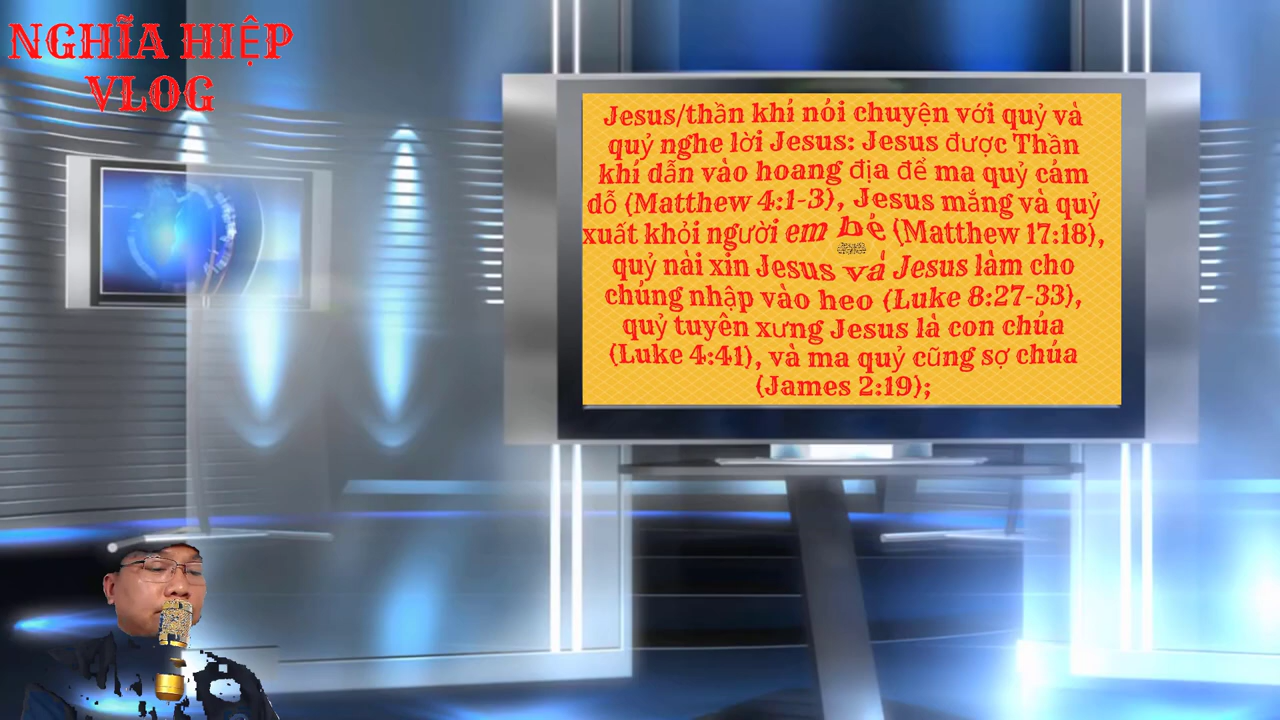 NGHĨA HIỆP
VLOG
Jesus/thần khí nói chuyện với quỷ và
quỷ nghe lời Jesus: Jesus được Thần
khí dẫn vào hoang địa để ma quỷ cám
dỗ (Matthew 4:1-3), Jesus mắng và quỷ
xuất khỏi người em bé (Matthew 17:18),
quỷ nài xin Jesus và Jesus làm cho
chúng nhập vào heo (Luke 8:27-33),
quỷ tuyên xưng Jesus là con chúa
(Luke 4:41), và ma quỷ cũng sợ chúa
(James 2:19);